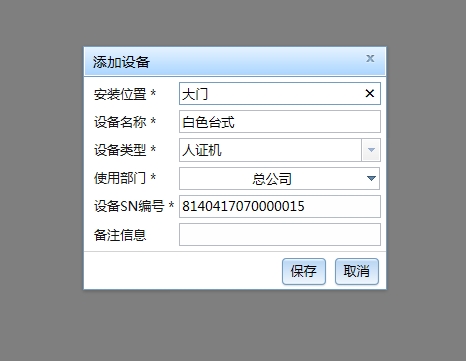 添加设备 x
安装位置 * 大门 ✕
设备名称 * 白色台式
设备类型 * 人证机
使用部门 * 总公司
设备SN编号 * 8140417070000015
备注信息
保存 取消